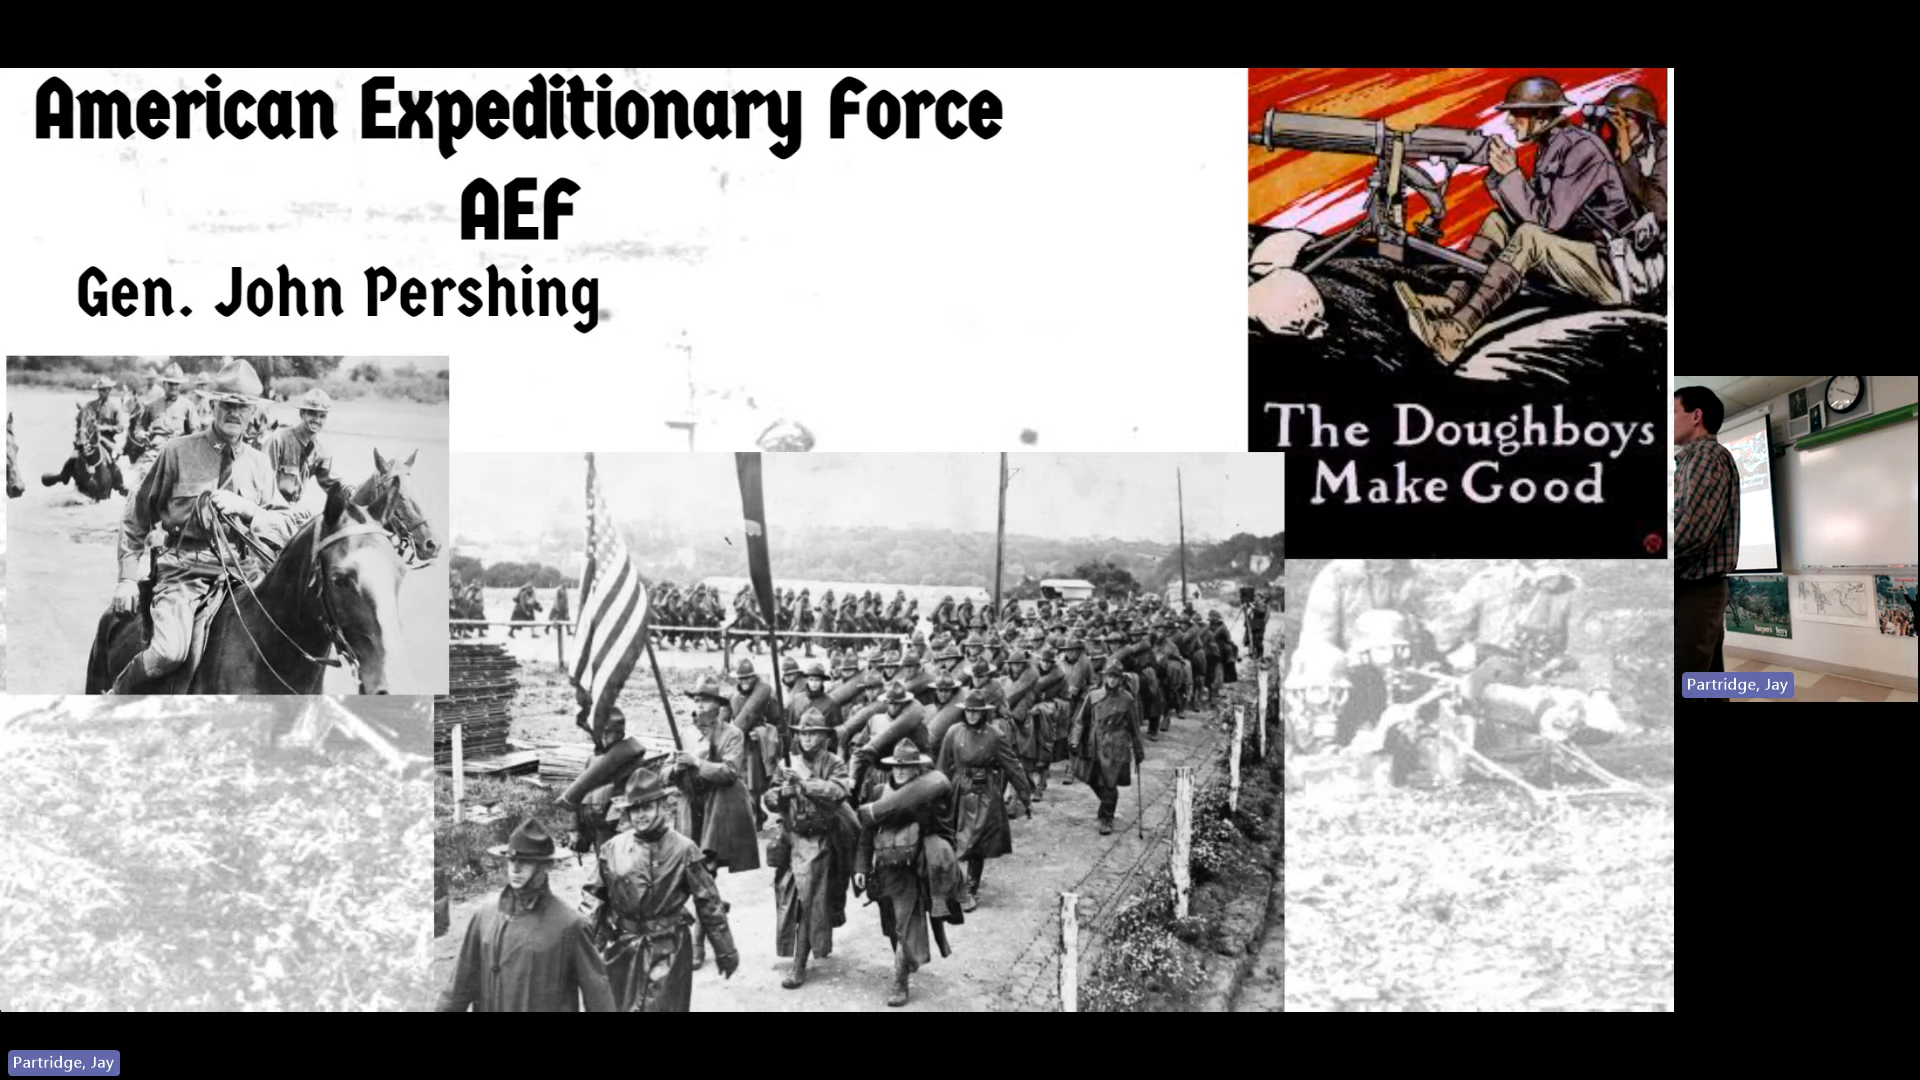 American Expeditionary Force
AEF
Gen. John Pershing
The Doughboys
Make Good
Partridge, Jay
Partridge, Jay